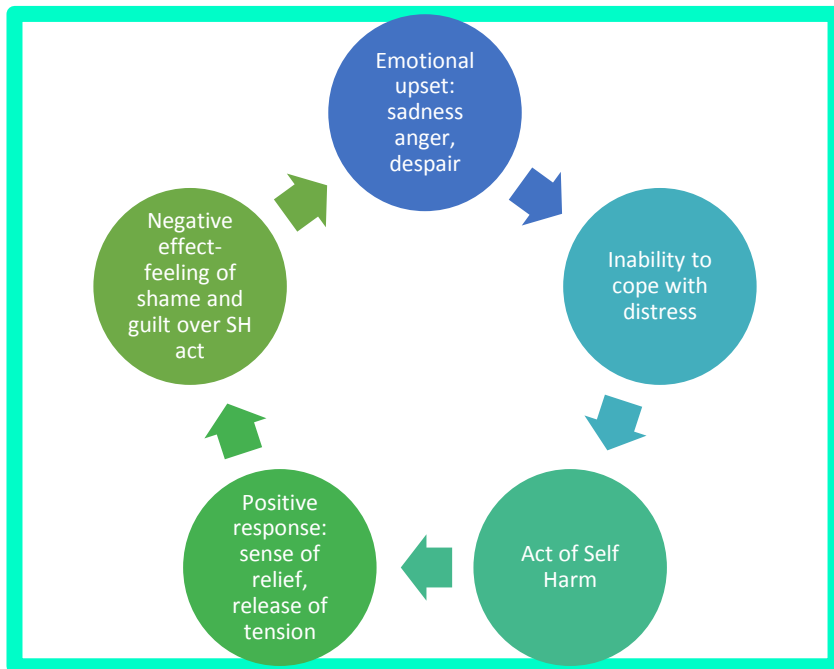 Emotional
upset:
sadness
anger,
despair
Inability to
cope with
distress
Act of Self
Harm
Positive
response:
sense of
relief,
release of
tension
Negative
effect-
feeling of
shame and
guilt over SH
act